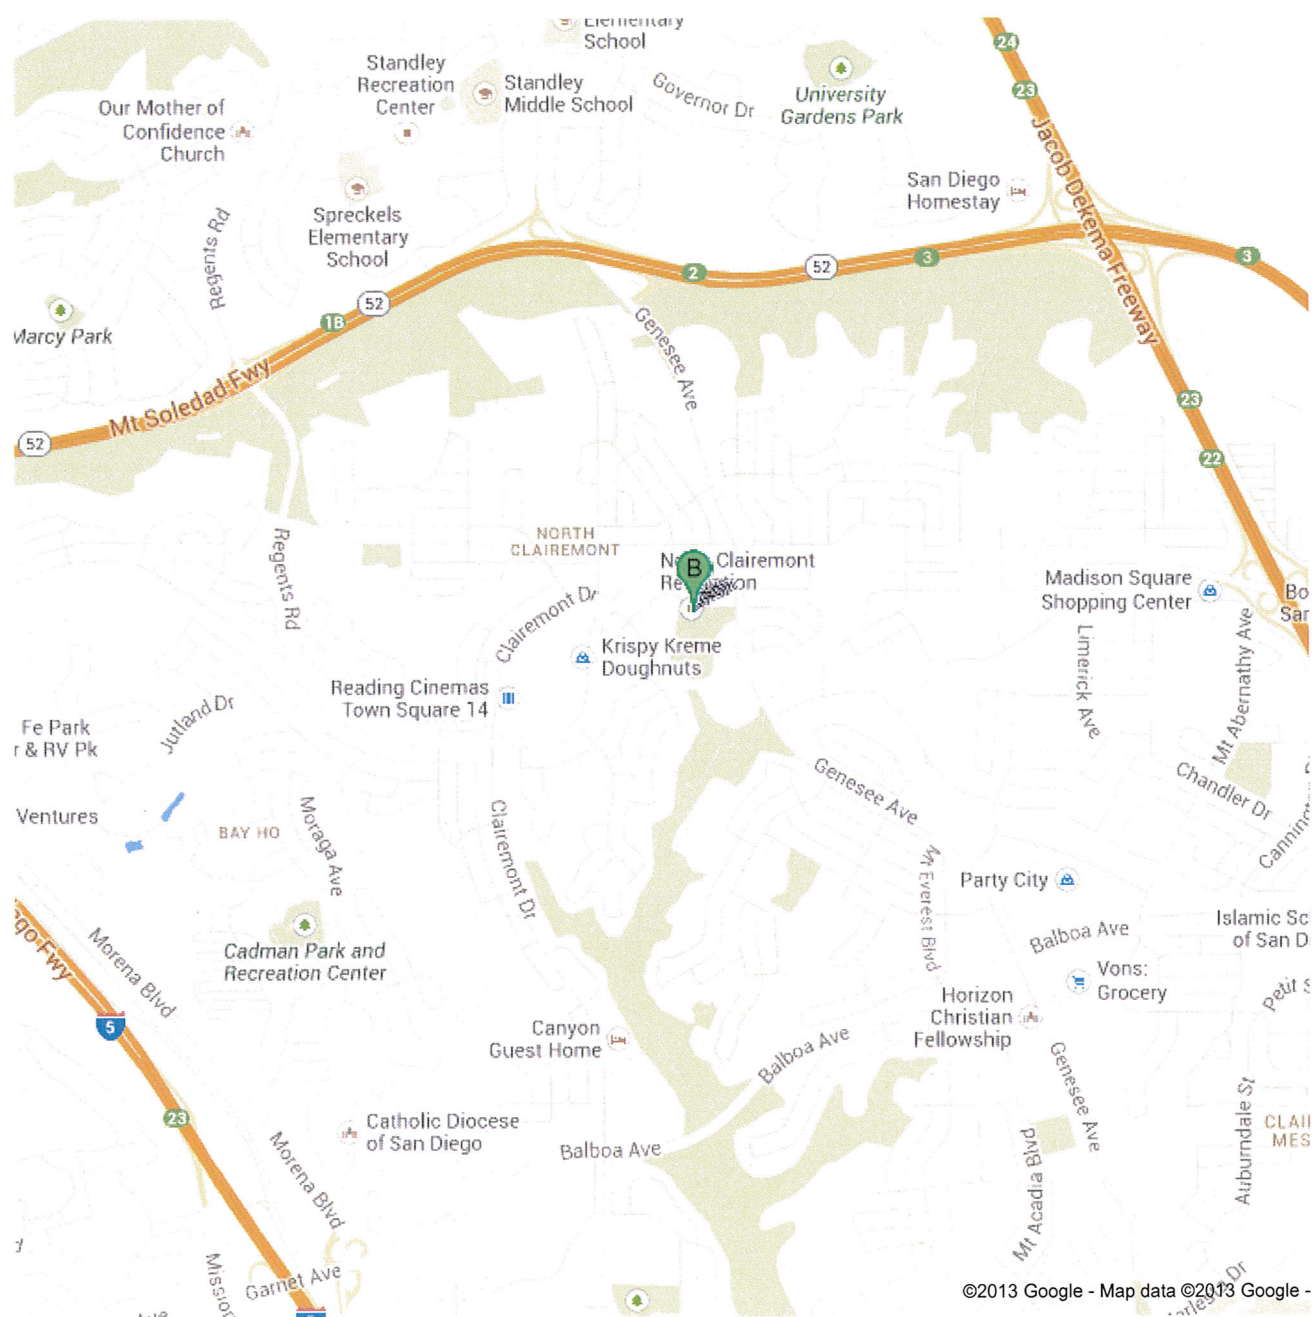 Elementary
School
Standley
Recreation
Center
Standley
Middle School
Governor Dr
University
Gardens Park
24
23
Our Mother of
Confidence
Church
Jacob Dekema Freeway
San Diego
Homestay
Spreckels
Elementary
School
Regents Rd
2
52
3
3
52
1B
Marcy Park
Genesee Ave
Mt Soledad Fwy
52
23
22
Regents Rd
NORTH
CLAIREMONT
B
Clairemont
Madison Square
Shopping Center
Bo
San
Clairemont Dr
Krispy Kreme
Doughnuts
Limerick Ave
Mt Abernathy Ave
Reading Cinemas
Town Square 14
Jutland Dr
Fe Park
r & RV Pk
Genesee Ave
Chandler Dr
Ventures
BAY HO
Moraga Ave
Clairemont Dr
Mt Everest Blvd
Party City
Cadman Park and
Recreation Center
Balboa Ave
Islamic Sc
of San D
ego Fwy
Morena Blvd
Vons:
Grocery
Petit S
Horizon
Christian
Fellowship
5
Canyon
Guest Home
Balboa Ave
Genesee Ave
23
Catholic Diocese
of San Diego
Balboa Ave
Morena Blvd
Mt Acadia Blvd
Auburndale St
CLAI
MES
Mission
Garnet Ave
©2013 Google - Map data ©2013 Google -